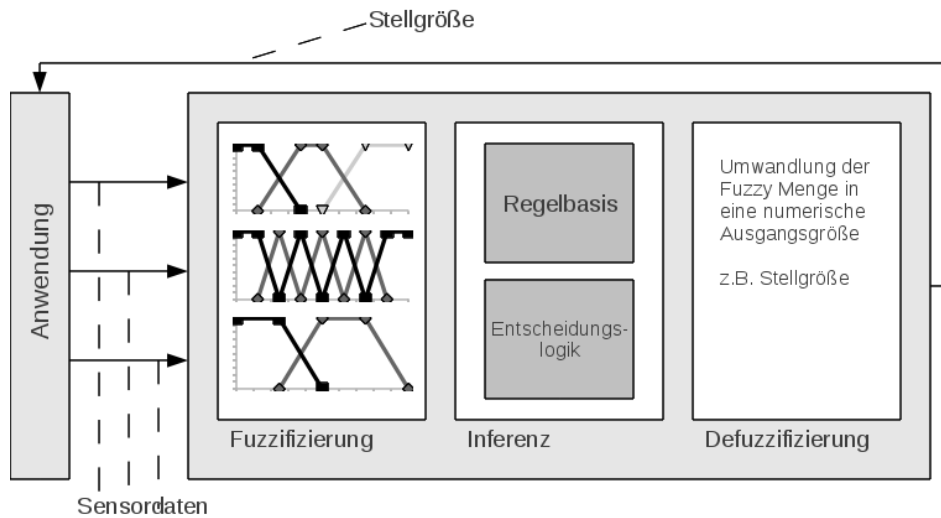 Stellgröße
Anwendung
Regelbasis
Entscheidungs-
logik
Umwandlung der
Fuzzy Menge in
eine numerische
Ausgangsgröße
z.B. Stellgröße
Fuzzifizierung
Inferenz
Defuzzifizierung
Sensordaten